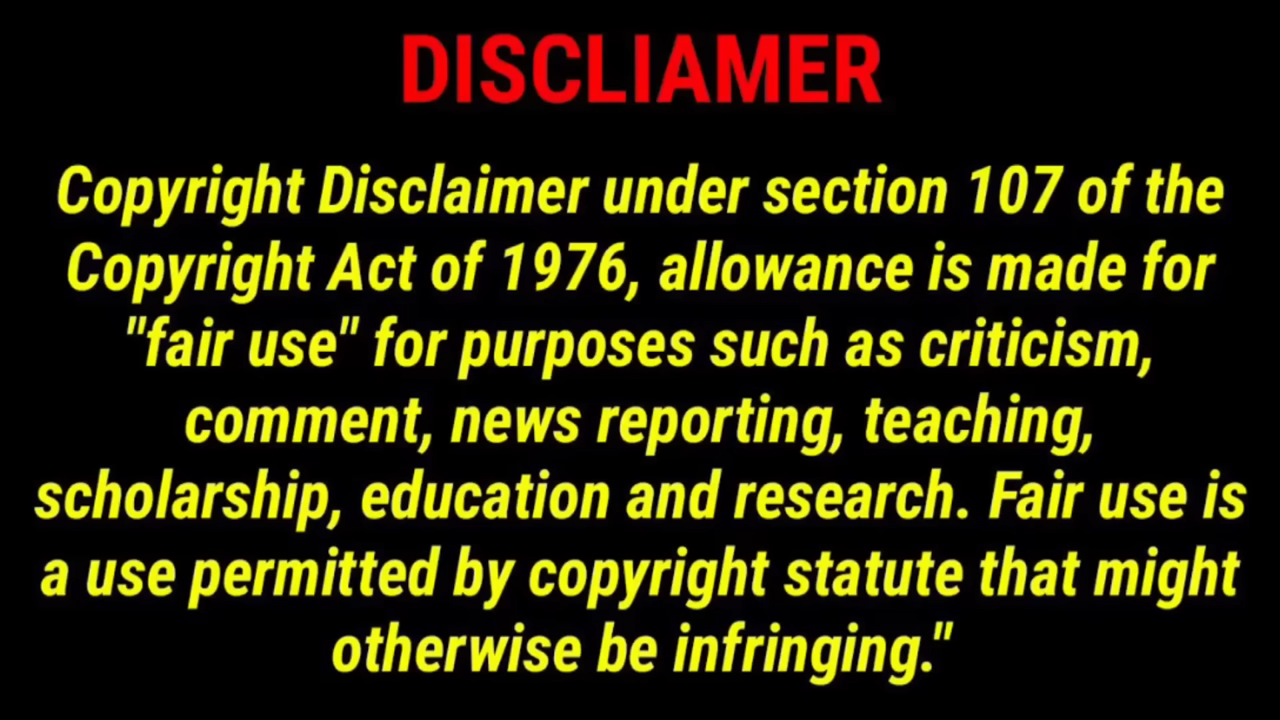 DISCLIAMER
Copyright Disclaimer under section 107 of the
Copyright Act of 1976, allowance is made for
"fair use" for purposes such as criticism,
comment, news reporting, teaching,
scholarship, education and research. Fair use is
a use permitted by copyright statute that might
otherwise be infringing."